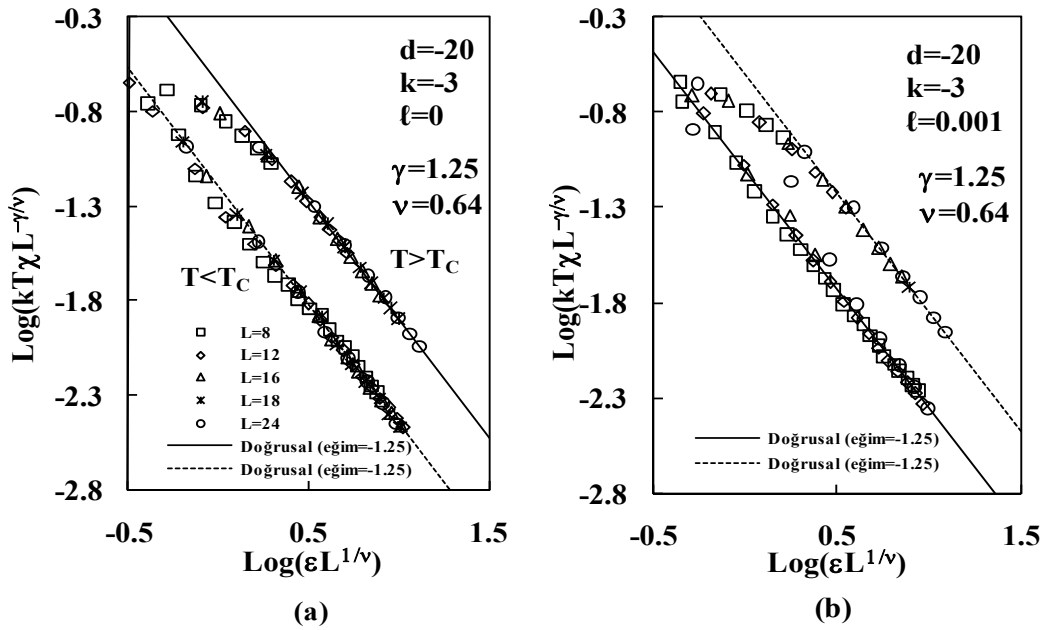 -0.3
-0.8
-1.3
-1.8
-2.3
-2.8
Log(kTχL⁻ᵞ/ᵛ)
d=-20
k=-3
ℓ=0
γ=1.25
ν=0.64
T<T_C
T>T_C
L=8
L=12
L=16
L=18
L=24
Doğrusal (eğim=-1.25)
Doğrusal (eğim=-1.25)
-0.5
0.5
1.5
Log(εL¹/ᵛ)
(a)
-0.3
-0.8
-1.3
-1.8
-2.3
-2.8
Log(kTχL⁻ᵞ/ᵛ)
d=-20
k=-3
ℓ=0.001
γ=1.25
ν=0.64
Doğrusal (eğim=-1.25)
Doğrusal (eğim=-1.25)
-0.5
0.5
1.5
Log(εL¹/ᵛ)
(b)